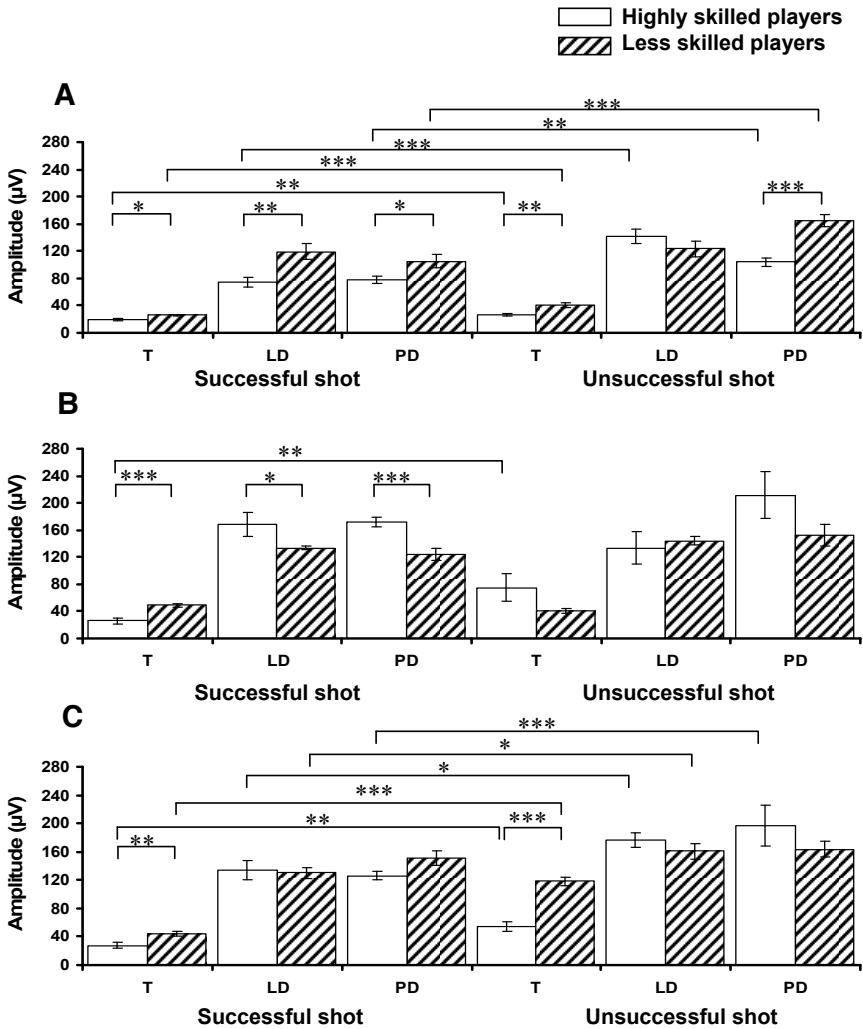 Highly skilled players
Less skilled players
A
***
**
***
***
**
* ** * ** ***
Amplitude (µV)
280
240
200
160
120
80
40
0
T LD PD T LD PD
Successful shot Unsuccessful shot
B
**
*** * ***
Amplitude (µV)
280
240
200
160
120
80
40
0
T LD PD T LD PD
Successful shot Unsuccessful shot
C
***
*
*
***
**
** ***
Amplitude (µV)
280
240
200
160
120
80
40
0
T LD PD T LD PD
Successful shot Unsuccessful shot